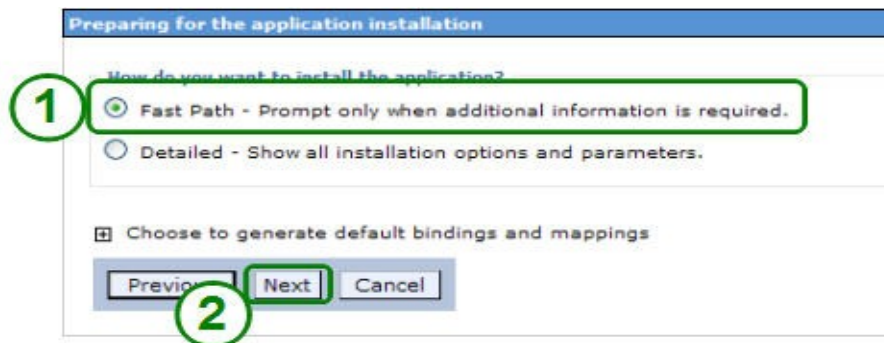 Preparing for the application installation
How do you want to install the application?
1
Fast Path - Prompt only when additional information is required.
Detailed - Show all installation options and parameters.
Choose to generate default bindings and mappings
Previous Next Cancel
2